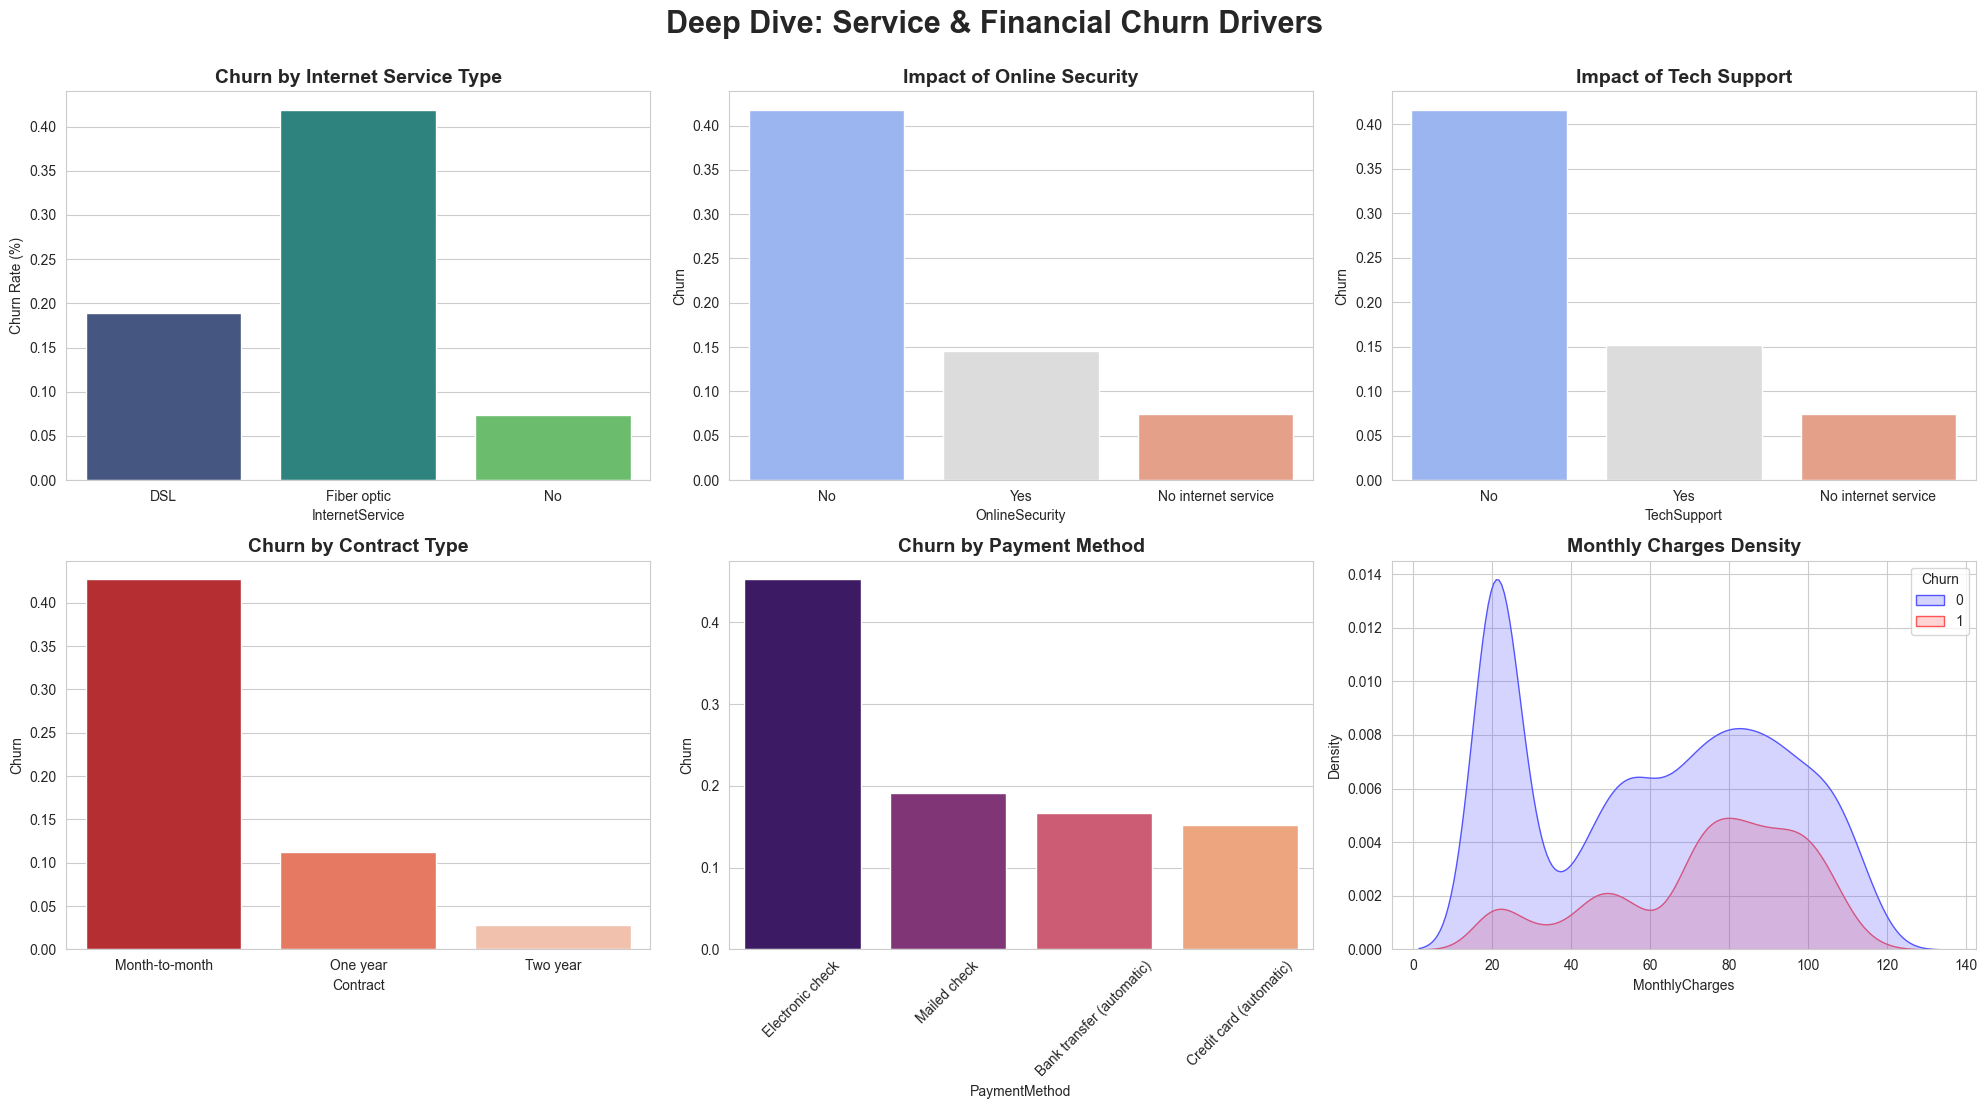 Deep Dive: Service & Financial Churn Drivers
Churn by Internet Service Type
Churn Rate (%)
0.40
0.35
0.30
0.25
0.20
0.15
0.10
0.05
0.00
DSL Fiber optic No
InternetService
Impact of Online Security
Churn
0.40
0.35
0.30
0.25
0.20
0.15
0.10
0.05
0.00
No Yes No internet service
OnlineSecurity
Impact of Tech Support
Churn
0.40
0.35
0.30
0.25
0.20
0.15
0.10
0.05
0.00
No Yes No internet service
TechSupport
Churn by Contract Type
Churn
0.40
0.35
0.30
0.25
0.20
0.15
0.10
0.05
0.00
Month-to-month One year Two year
Contract
Churn by Payment Method
Churn
0.4
0.3
0.2
0.1
0.0
Electronic check
Mailed check
Bank transfer (automatic)
Credit card (automatic)
PaymentMethod
Monthly Charges Density
Density
0.014
0.012
0.010
0.008
0.006
0.004
0.002
0.000
Churn
0
1
0 20 40 60 80 100 120 140
MonthlyCharges